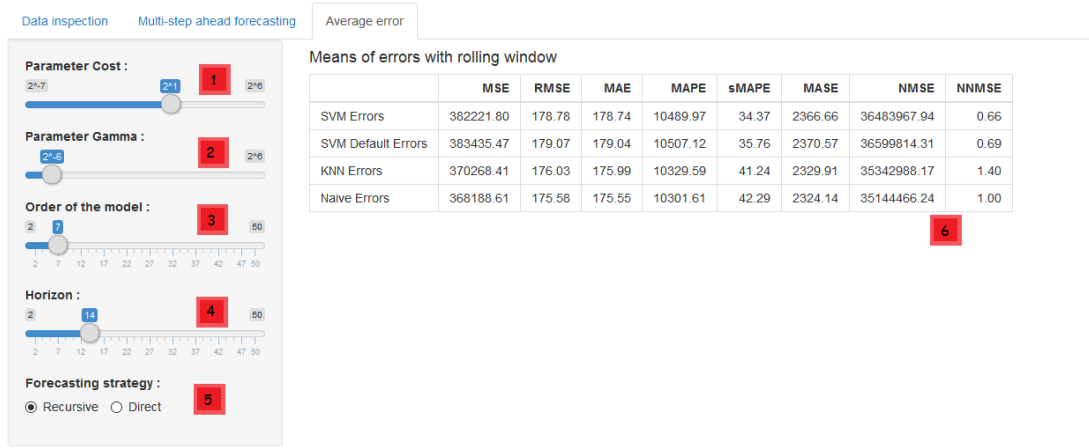 Data inspection Multi-step ahead forecasting Average error
Parameter Cost :
1
2^-7 2^1 2^6
Parameter Gamma :
2
2^-6 2^6
Order of the model :
3
2 7 50
2 7 12 17 22 27 32 37 42 47 50
Horizon :
4
2 14 50
2 7 12 17 22 27 32 37 42 47 50
Forecasting strategy :
5
Recursive Direct
Means of errors with rolling window
MSE RMSE MAE MAPE sMAPE MASE NMSE NNMSE
SVM Errors 382221.80 178.78 178.74 10489.97 34.37 2366.66 36483967.94 0.66
SVM Default Errors 383435.47 179.07 179.04 10507.12 35.76 2370.57 36599814.31 0.69
KNN Errors 370268.41 176.03 175.99 10329.59 41.24 2329.91 35342988.17 1.40
Naive Errors 368188.61 175.58 175.55 10301.61 42.29 2324.14 35144466.24 1.00
6